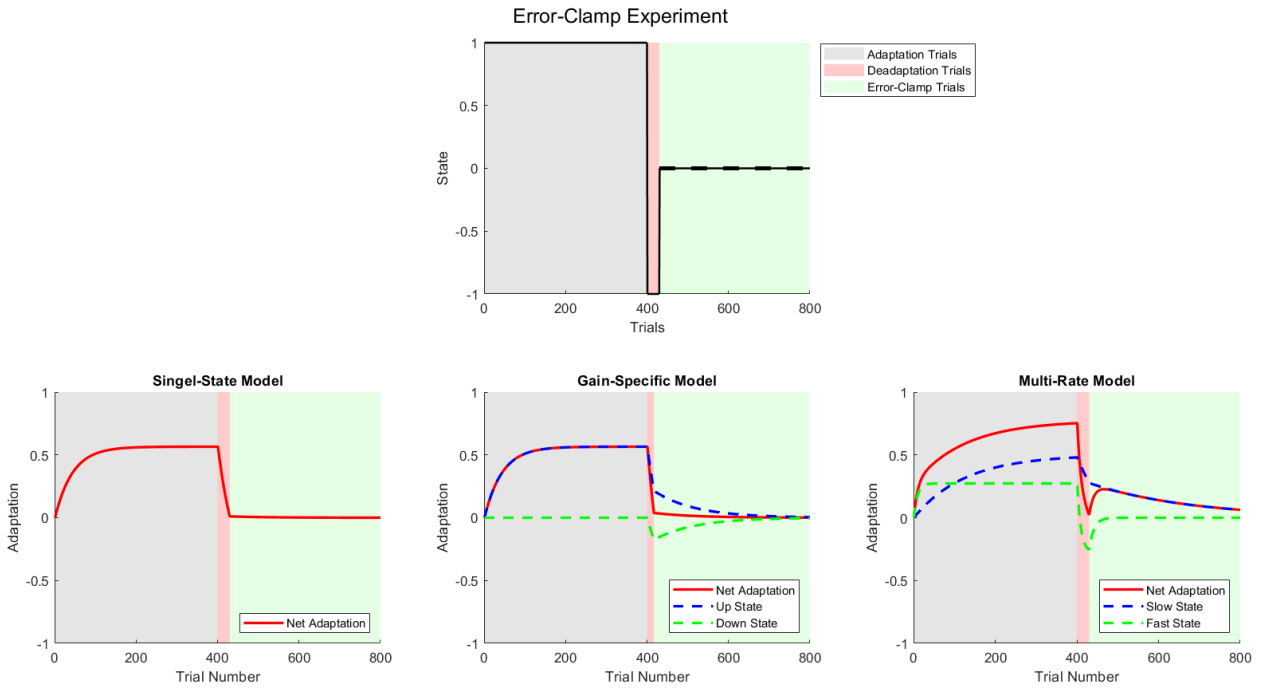 Error-Clamp Experiment
1
0.5
0
-0.5
-1
State
0 200 400 600 800
Trials
Adaptation Trials
Deadaptation Trials
Error-Clamp Trials
Singel-State Model
1
0.5
0
-0.5
-1
Adaptation
0 200 400 600 800
Trial Number
Net Adaptation
Gain-Specific Model
1
0.5
0
-0.5
-1
Adaptation
0 200 400 600 800
Trial Number
Net Adaptation
Up State
Down State
Multi-Rate Model
1
0.5
0
-0.5
-1
Adaptation
0 200 400 600 800
Trial Number
Net Adaptation
Slow State
Fast State